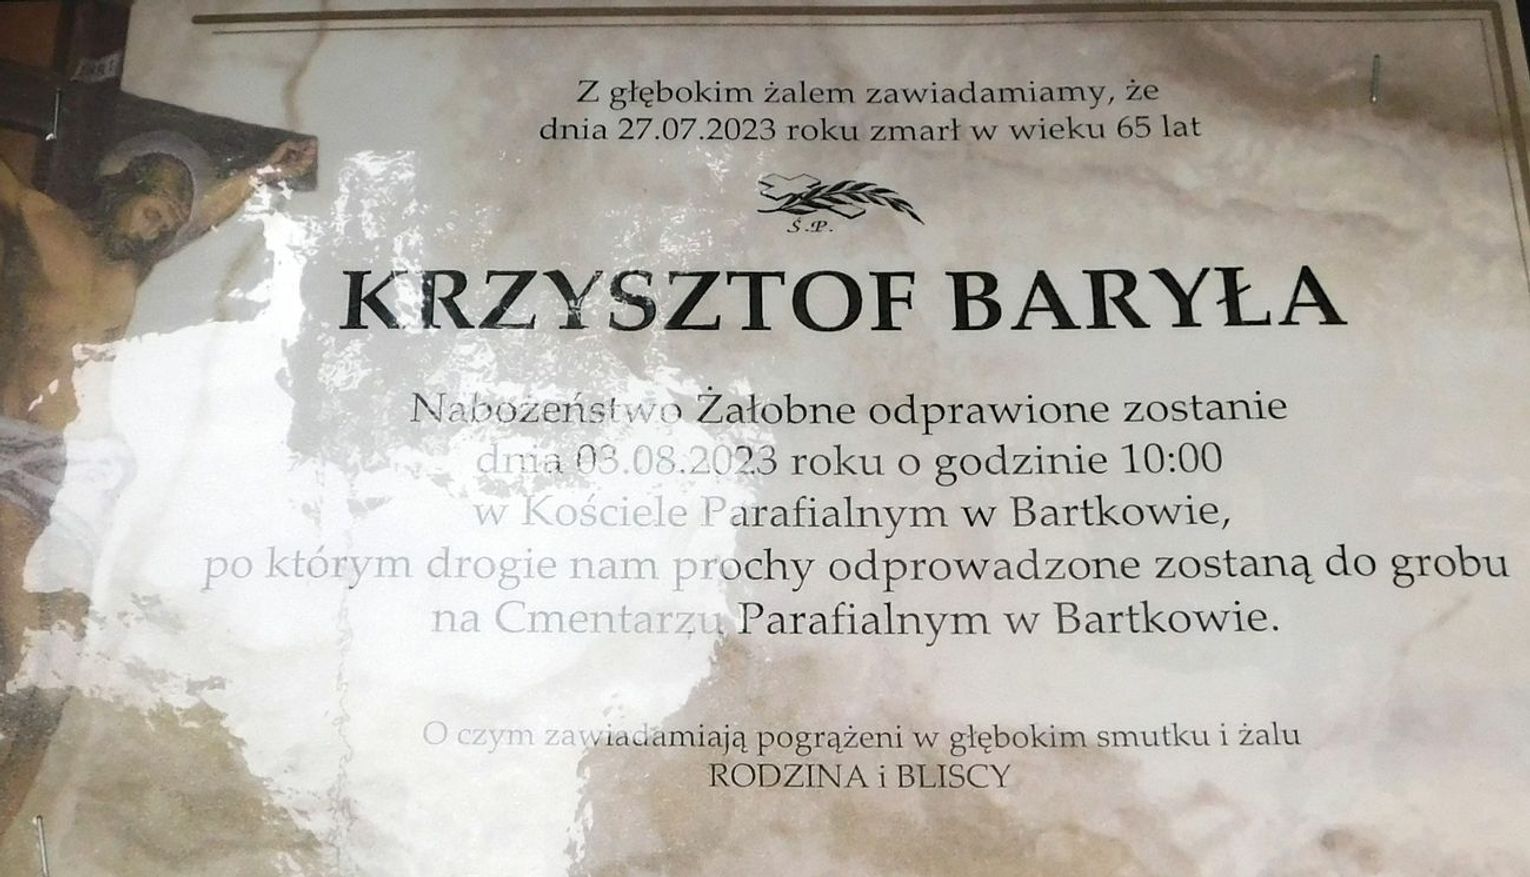 Z głębokim żalem zawiadamiamy, że
dnia 27.07.2023 roku zmarł w wieku 65 lat
Ś.P.
KRZYSZTOF BARYŁA
Nabożeństwo Żałobne odprawione zostanie
dnia 03.08.2023 roku o godzinie 10:00
w Kościele Parafialnym w Bartkowie,
po którym drogie nam prochy odprowadzone zostaną do grobu
na Cmentarzu Parafialnym w Bartkowie.
O czym zawiadamiają pogrążeni w głębokim smutku i żalu
RODZINA i BLISCY